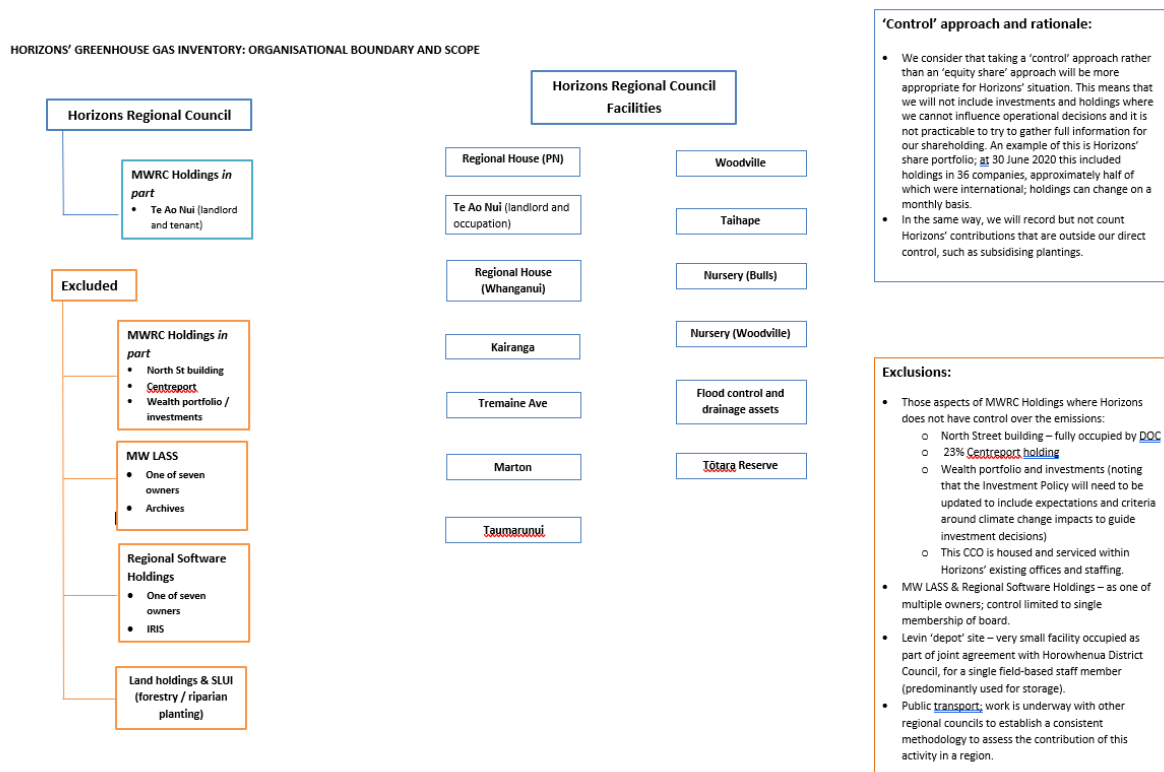 HORIZONS’ GREENHOUSE GAS INVENTORY: ORGANISATIONAL BOUNDARY AND SCOPE
Horizons Regional Council
MWRC Holdings in
part
• Te Ao Nui (landlord
and tenant)
Excluded
MWRC Holdings in
part
• North St building
• Centreport
• Wealth portfolio /
investments
MW LASS
• One of seven
owners
• Archives
Regional Software
Holdings
• One of seven
owners
• IRIS
Land holdings & SLUI
(forestry / riparian
planting)
Horizons Regional Council
Facilities
Regional House (PN)
Te Ao Nui (landlord and
occupation)
Regional House
(Whanganui)
Kairanga
Tremaine Ave
Marton
Taumarunui
Woodville
Taihape
Nursery (Bulls)
Nursery (Woodville)
Flood control and
drainage assets
Tōtara Reserve
‘Control’ approach and rationale:
• We consider that taking a ‘control’ approach rather
than an ‘equity share’ approach will be more
appropriate for Horizons’ situation. This means that
we will not include investments and holdings where
we cannot influence operational decisions and it is
not practicable to try to gather full information for
our shareholding. An example of this is Horizons’
share portfolio; at 30 June 2020 this included
holdings in 36 companies, approximately half of
which were international; holdings can change on a
monthly basis.
• In the same way, we will record but not count
Horizons’ contributions that are outside our direct
control, such as subsidising plantings.
Exclusions:
• Those aspects of MWRC Holdings where Horizons
does not have control over the emissions:
o North Street building – fully occupied by DOC
o 23% Centreport holding
o Wealth portfolio and investments (noting
that the Investment Policy will need to be
updated to include expectations and criteria
around climate change impacts to guide
investment decisions)
o This CCO is housed and serviced within
Horizons’ existing offices and staffing.
• MW LASS & Regional Software Holdings – as one of
multiple owners; control limited to single
membership of board.
• Levin ‘depot’ site – very small facility occupied as
part of joint agreement with Horowhenua District
Council, for a single field-based staff member
(predominantly used for storage).
• Public transport; work is underway with other
regional councils to establish a consistent
methodology to assess the contribution of this
activity in a region.